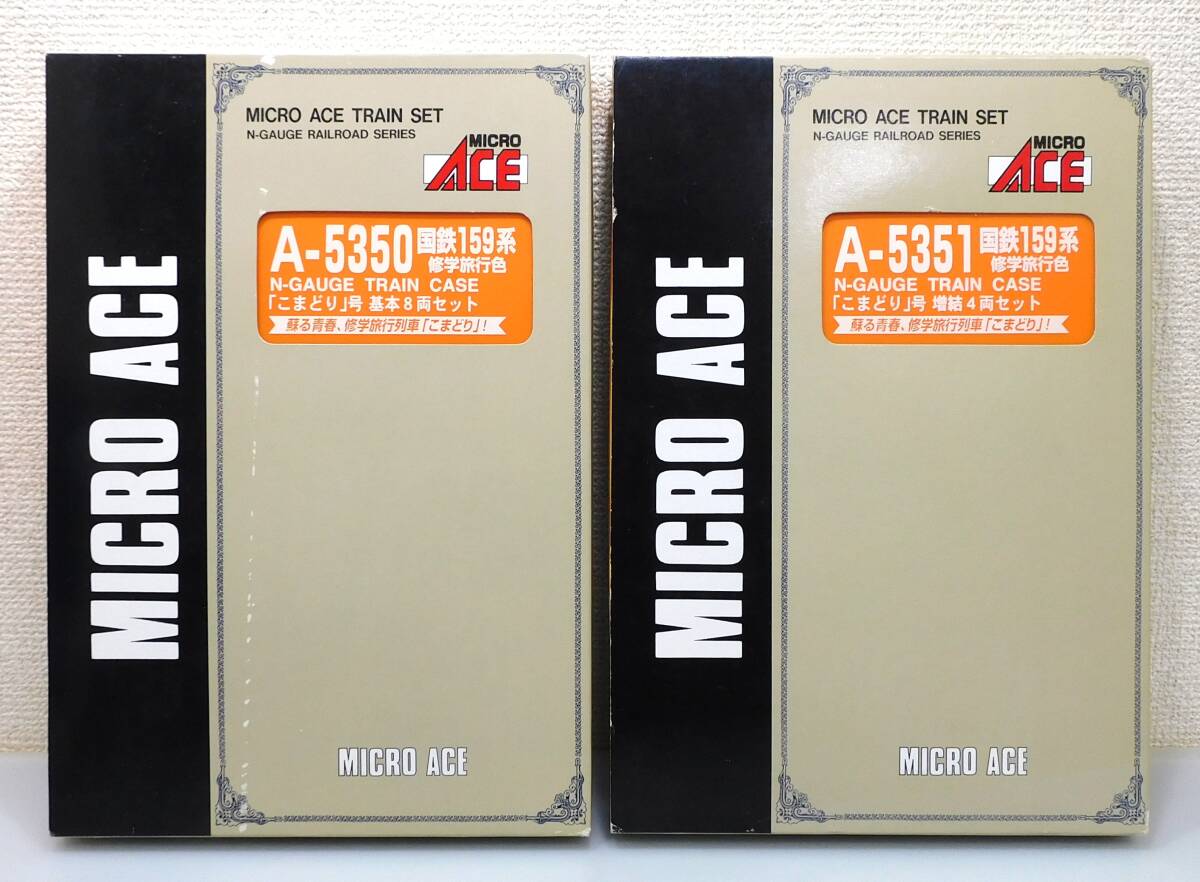 MICRO ACE
MICRO ACE TRAIN SET
N-GAUGE RAILROAD SERIES
MICRO
ACE
A-5350 国鉄159系
修学旅行色
N-GAUGE TRAIN CASE
「こまどり」号 基本8両セット
蘇る青春、修学旅行列車「こまどり」!
MICRO ACE
MICRO ACE
MICRO ACE TRAIN SET
N-GAUGE RAILROAD SERIES
MICRO
ACE
A-5351 国鉄159系
修学旅行色
N-GAUGE TRAIN CASE
「こまどり」号 増結4両セット
蘇る青春、修学旅行列車「こまどり」!
MICRO ACE